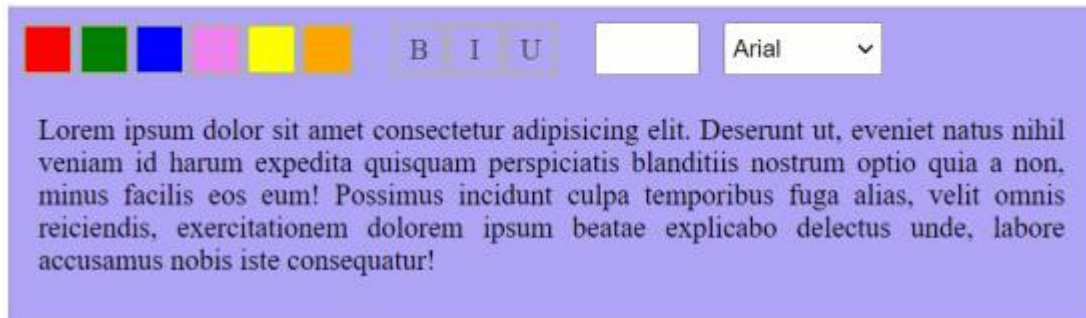 B I U Arial
Lorem ipsum dolor sit amet consectetur adipisicing elit. Deserunt ut, eveniet natus nihil
veniam id harum expedita quisquam perspiciatis blanditiis nostrum optio quia a non,
minus facilis eos eum! Possimus incidunt culpa temporibus fuga alias, velit omnis
reiciendis, exercitationem dolorem ipsum beatae explicabo delectus unde, labore
accusamus nobis iste consequatur!